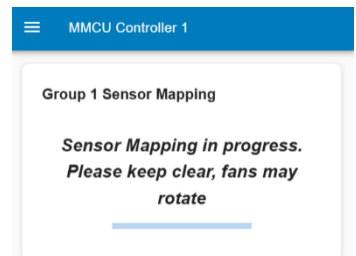 MMCU Controller 1
Group 1 Sensor Mapping
Sensor Mapping in progress.
Please keep clear, fans may
rotate